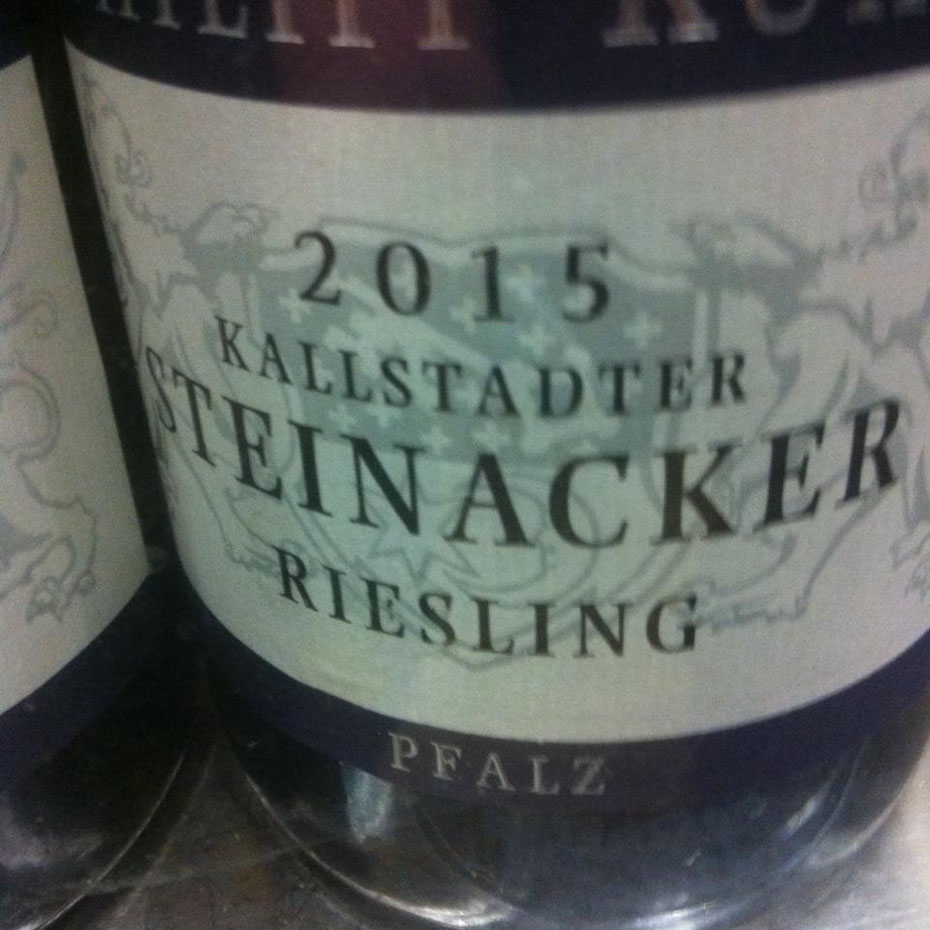 2015
KALLSTADTER
STEINACKER
RIESLING
PFALZ